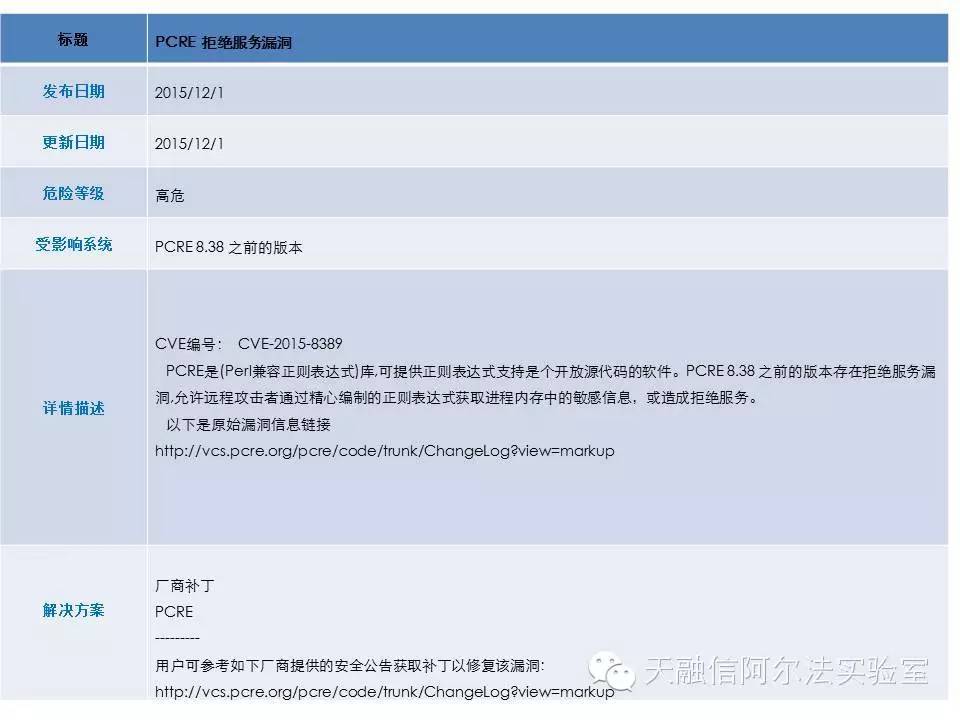 标题 PCRE 拒绝服务漏洞
发布日期 2015/12/1
更新日期 2015/12/1
危险等级 高危
受影响系统 PCRE 8.38 之前的版本
CVE编号： CVE-2015-8389
PCRE是(Perl兼容正则表达式)库,可提供正则表达式支持是个开放源代码的软件。PCRE 8.38 之前的版本存在拒绝服务漏
洞,允许远程攻击者通过精心编制的正则表达式获取进程内存中的敏感信息，或造成拒绝服务。
详情描述
以下是原始漏洞信息链接
http://vcs.pcre.org/pcre/code/trunk/ChangeLog?view=markup
厂商补丁
解决方案 PCRE
---------
用户可参考如下厂商提供的安全公告获取补丁以修复该漏洞:
http://vcs.pcre.org/pcre/code/trunk/ChangeLog?view=markup
天融信阿尔法实验室